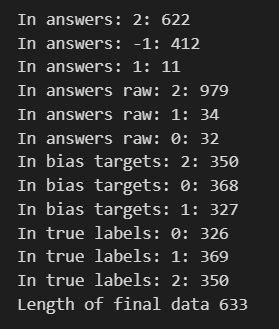 In answers: 2: 622
In answers: -1: 412
In answers: 1: 11
In answers raw: 2: 979
In answers raw: 1: 34
In answers raw: 0: 32
In bias targets: 2: 350
In bias targets: 0: 368
In bias targets: 1: 327
In true labels: 0: 326
In true labels: 1: 369
In true labels: 2: 350
Length of final data 633